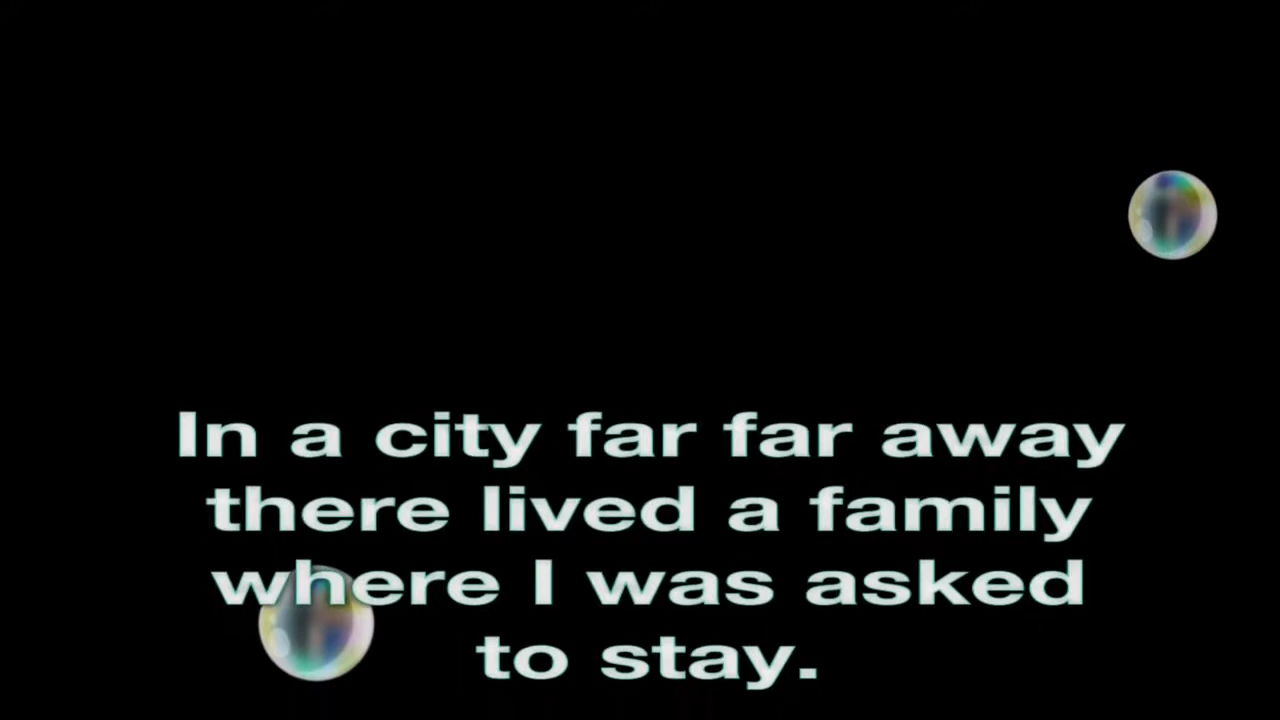 In a city far far away
there lived a family
where I was asked
to stay.